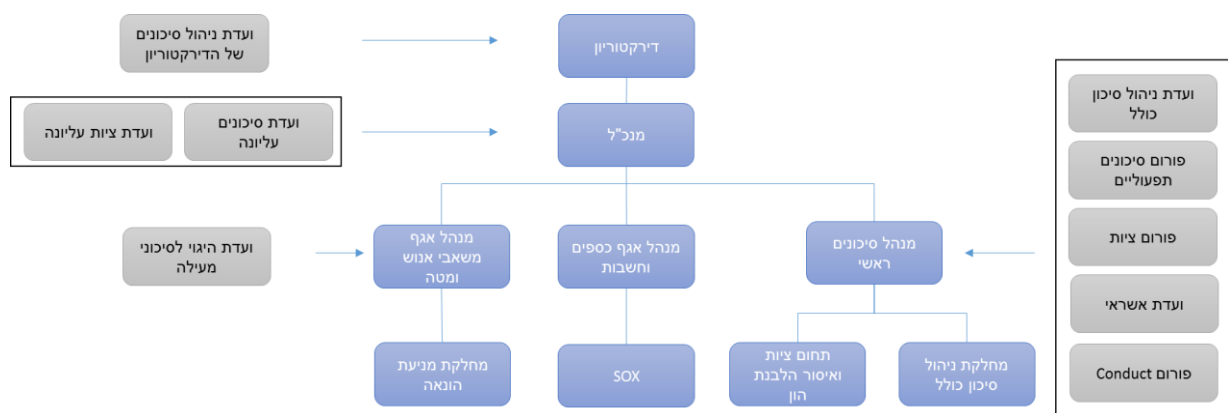 ועדת ניהול סיכונים
של הדירקטוריון
דירקטוריון
ועדת ניהול סיכון
כולל
פורום סיכונים
תפעוליים
פורום ציות
ועדת אשראי
פורום Conduct
מנכ"ל
ועדת סיכונים
עליונה
ועדת ציות עליונה
מנהל סיכונים
ראשי
מנהל אגף כספים
וחשבות
מנהל אגף
משאבי אנוש
ומטה
ועדת היגוי לסיכוני
מעילה
מחלקת ניהול
סיכון כולל
תחום ציות
ואיסור הלבנת
הון
SOX
מחלקת מניעת
הונאה